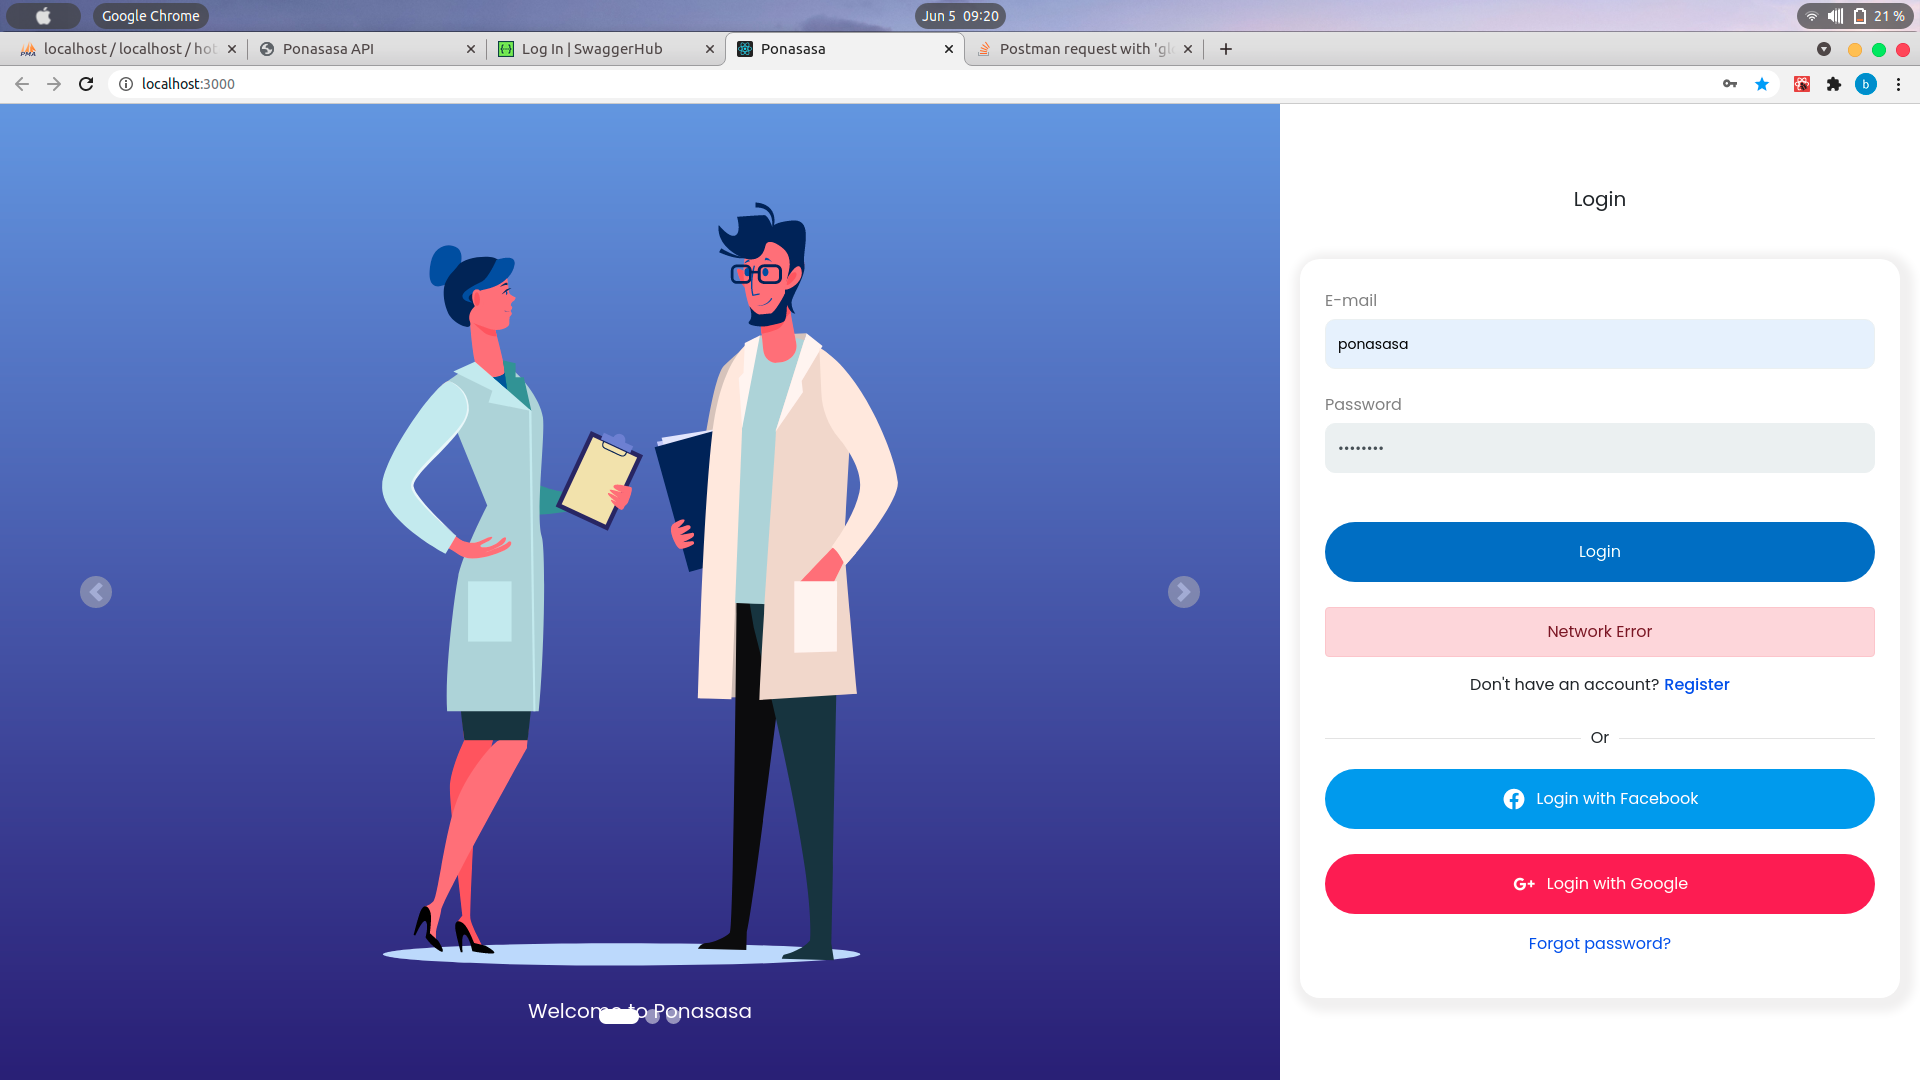 Google Chrome
Jun 5 09:20
21 %
PMA
localhost / localhost / hot
Ponasasa API
Log In | SwaggerHub
Ponasasa
Postman request with 'glo
localhost:3000
b
Login
E-mail
ponasasa
Password
••••••••
Login
Network Error
Don't have an account? Register
Or
Login with Facebook
G+ Login with Google
Forgot password?
Welcome to Ponasasa